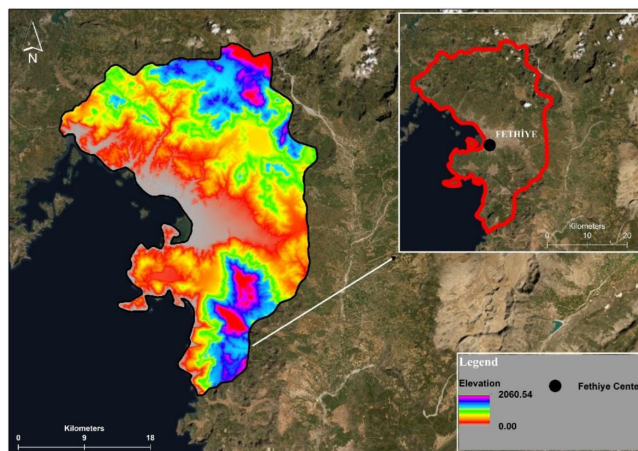 N
FETHİYE
Kilometers
0 10 20
Legend
Elevation
2060.54
0.00
Fethiye Cente
Kilometers
0 9 18